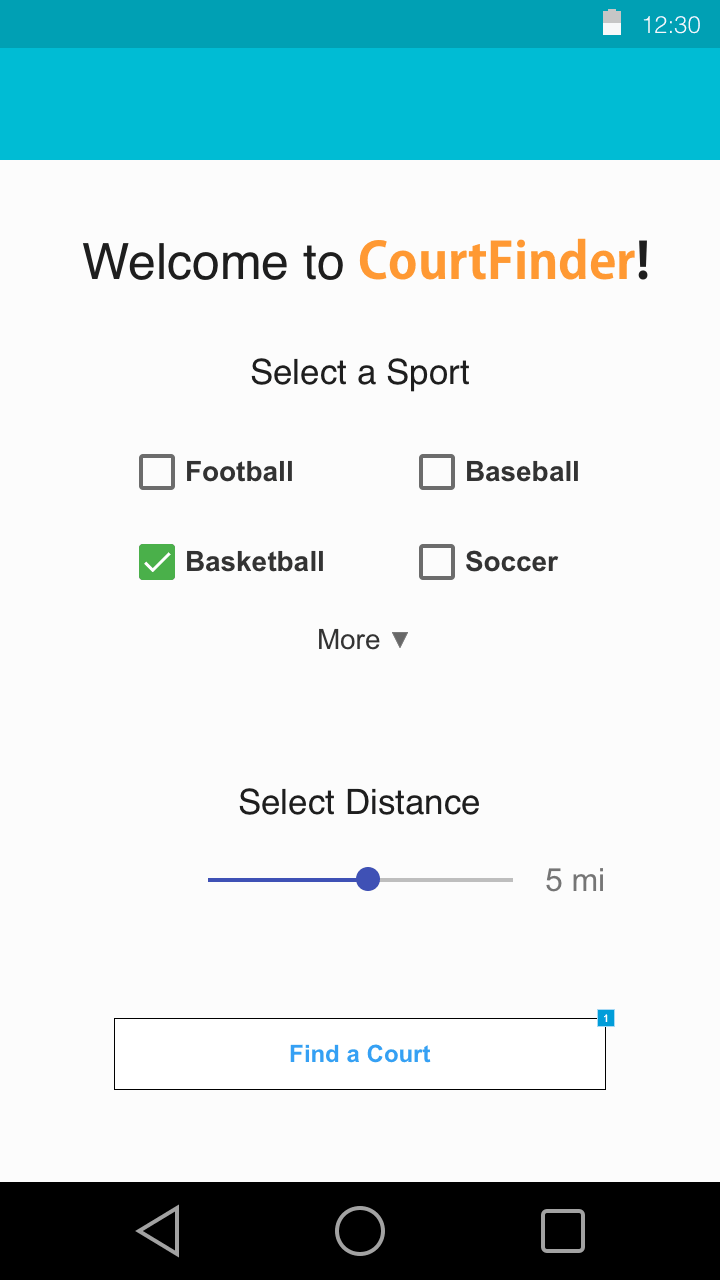 12:30
Welcome to CourtFinder!
Select a Sport
Football Baseball
Basketball Soccer
More ▼
Select Distance
5 mi
1
Find a Court